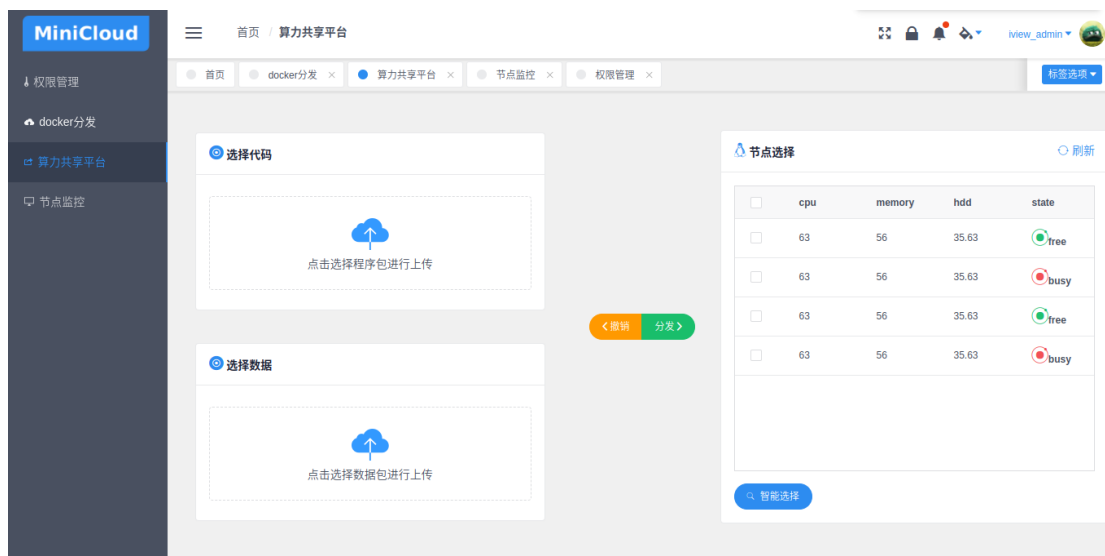 MiniCloud
首页 / 算力共享平台
iview_admin
权限管理
docker分发
算力共享平台
节点监控
首页 docker分发 × 算力共享平台 × 节点监控 × 权限管理 ×
标签选项
选择代码
点击选择程序包进行上传
选择数据
点击选择数据包进行上传
撤销 分发
节点选择 刷新
cpu memory hdd state
63 56 35.63 free
63 56 35.63 busy
63 56 35.63 free
63 56 35.63 busy
智能选择